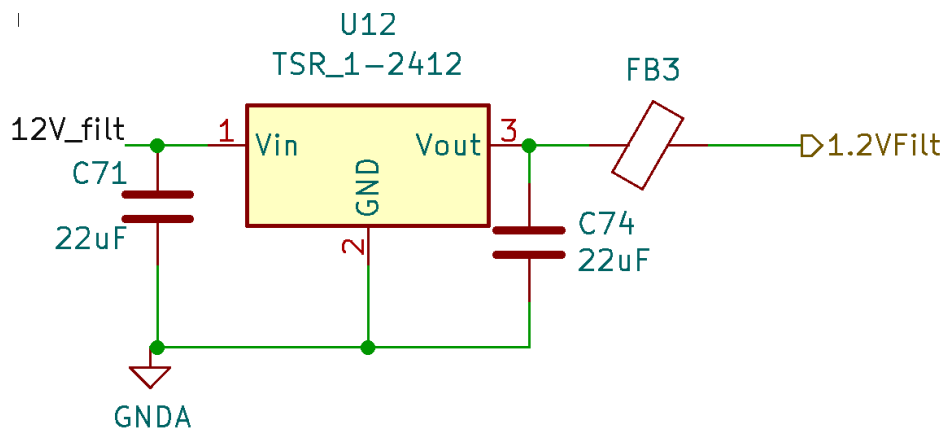 U12
TSR_1-2412
FB3
12V_filt
1
Vin
Vout
3
1.2VFilt
C71
22uF
GND
2
C74
22uF
GNDA